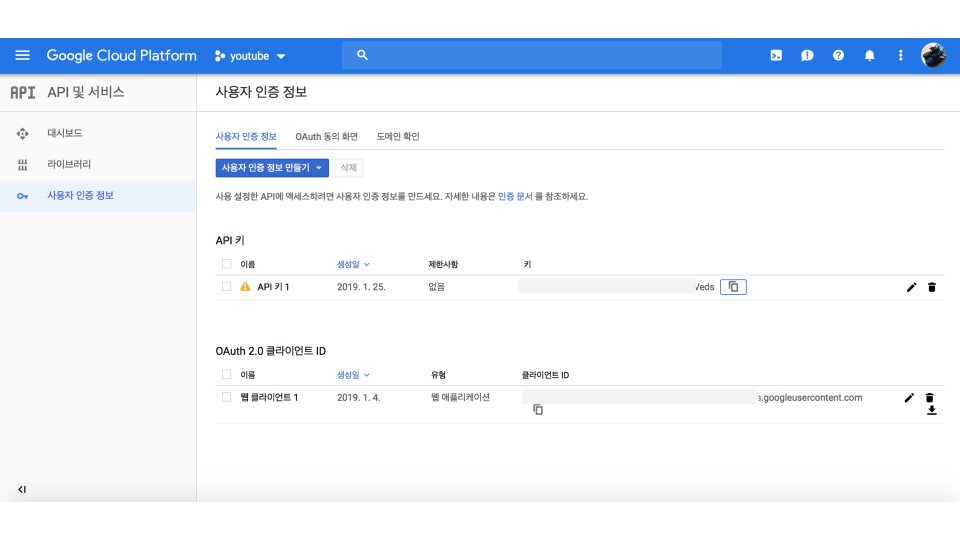 Google Cloud Platform youtube
API API 및 서비스
사용자 인증 정보
대시보드
라이브러리
사용자 인증 정보
사용자 인증 정보 OAuth 동의 화면 도메인 확인
사용자 인증 정보 만들기 삭제
사용 설정한 API에 액세스하려면 사용자 인증 정보를 만드세요. 자세한 내용은 인증 문서 를 참조하세요.
API 키
이름 생성일 제한사항 키
API 키 1 2019. 1. 25. 없음 Veds
OAuth 2.0 클라이언트 ID
이름 생성일 유형 클라이언트 ID
웹 클라이언트 1 2019. 1. 4. 웹 애플리케이션 s.googleusercontent.com